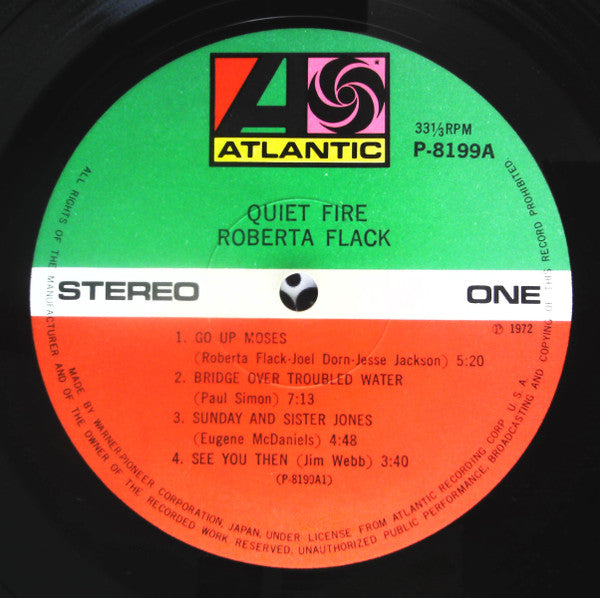 ATLANTIC
33⅓RPM
P-8199A
QUIET FIRE
ROBERTA FLACK
STEREO
ONE
Ⓟ 1972
1. GO UP MOSES
(Roberta Flack-Joel Dorn-Jesse Jackson) 5:20
2. BRIDGE OVER TROUBLED WATER
(Paul Simon) 7:13
3. SUNDAY AND SISTER JONES
(Eugene McDaniels) 4:48
4. SEE YOU THEN (Jim Webb) 3:40
(P-8199A1)
MADE BY WARNER-PIONEER CORPORATION, JAPAN, UNDER LICENSE FROM ATLANTIC RECORDING CORP. U.S.A.
ALL RIGHTS OF THE MANUFACTURER AND OF THE OWNER OF THE RECORDED WORK RESERVED. UNAUTHORIZED PUBLIC PERFORMANCE, BROADCASTING AND COPYING OF THIS RECORD PROHIBITED.